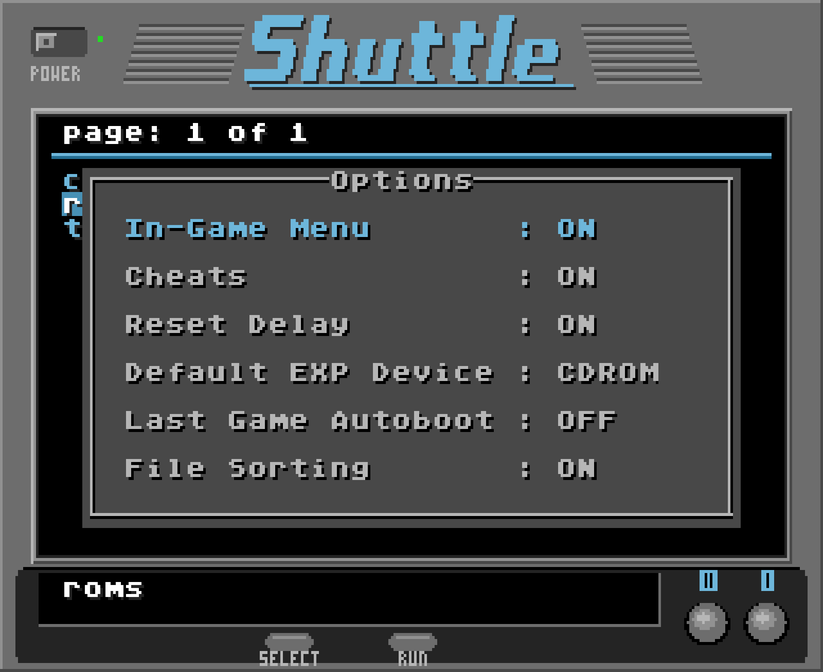 Shuttle
POWER
page: 1 of 1
Options
c
r
t
In-Game Menu : ON
Cheats : ON
Reset Delay : ON
Default EXP Device : CDROM
Last Game Autoboot : OFF
File Sorting : ON
roms
II I
SELECT RUN